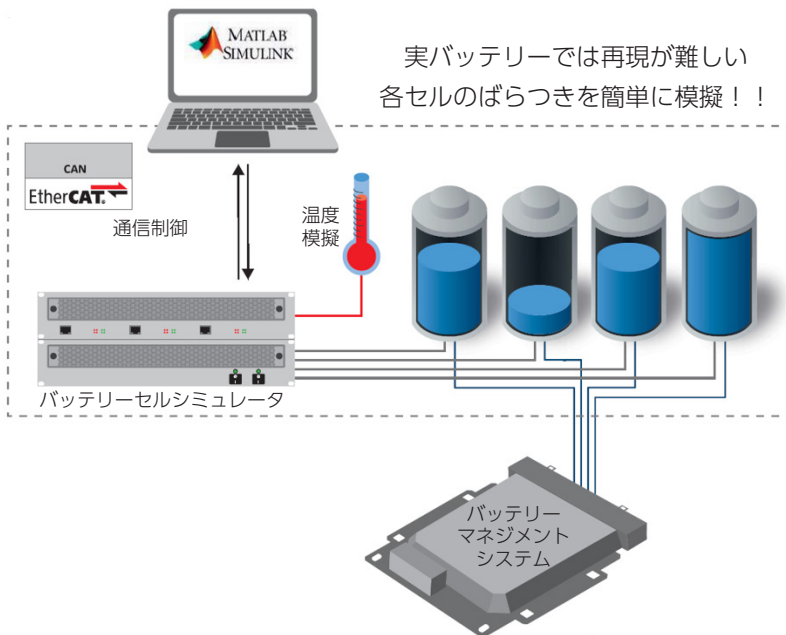 MATLAB
SIMULINK
実バッテリーでは再現が難しい
各セルのばらつきを簡単に模擬！！
CAN
EtherCAT.
通信制御
温度
模擬
バッテリーセルシミュレータ
バッテリー
マネジメント
システム